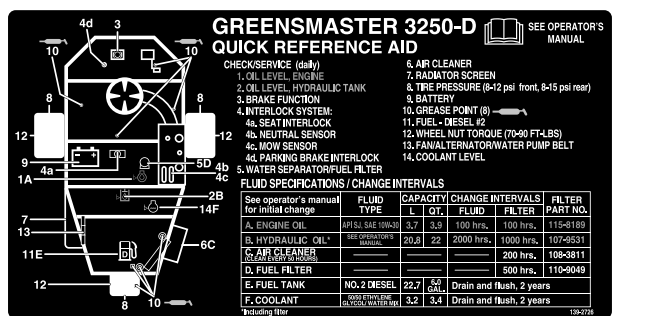 GREENSMASTER 3250-D
QUICK REFERENCE AID
SEE OPERATOR'S
MANUAL
CHECK/SERVICE (daily)
1. OIL LEVEL, ENGINE
2. OIL LEVEL, HYDRAULIC TANK
3. BRAKE FUNCTION
4. INTERLOCK SYSTEM:
4a. SEAT INTERLOCK
4b. NEUTRAL SENSOR
4c. MOW SENSOR
4d. PARKING BRAKE INTERLOCK
5. WATER SEPARATOR/FUEL FILTER
6. AIR CLEANER
7. RADIATOR SCREEN
8. TIRE PRESSURE (8-12 psi front, 8-15 psi rear)
9. BATTERY
10. GREASE POINT (8)
11. FUEL - DIESEL #2
12. WHEEL NUT TORQUE (70-90 FT-LBS)
13. FAN/ALTERNATOR/WATER PUMP BELT
14. COOLANT LEVEL
3
4d
10
10
8
8
12
12
9
4a
1A
5D
4b
4c
2B
14F
7
13
11E
6C
12
8
10
FLUID SPECIFICATIONS / CHANGE INTERVALS
See operator's manual for initial change FLUID TYPE CAPACITY L QT. CHANGE INTERVALS FLUID FILTER FILTER PART NO.
A. ENGINE OIL API SJ, SAE 10W-30 3.7 3.9 100 hrs. 100 hrs. 115-8189
B. HYDRAULIC OIL* SEE OPERATOR'S MANUAL 20.8 22 2000 hrs. 1000 hrs. 107-9531
C. AIR CLEANER (CLEAN EVERY 50 HOURS) 200 hrs. 108-3811
D. FUEL FILTER 500 hrs. 110-9049
E. FUEL TANK NO. 2 DIESEL 22.7 6.0 GAL. Drain and flush, 2 years
F. COOLANT 50/50 ETHYLENE GLYCOL/ WATER MIX 3.2 3.4 Drain and flush, 2 years
*Including filter
139-2726